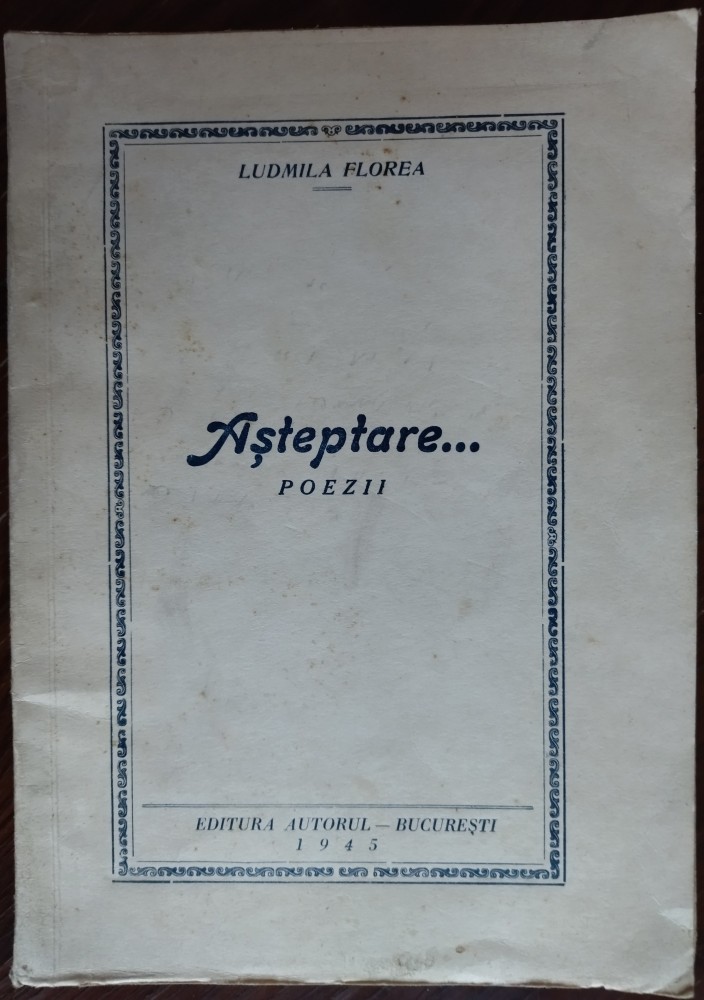 LUDMILA FLOREA
Așteptare...
POEZII
EDITURA AUTORUL — BUCUREȘTI
1945